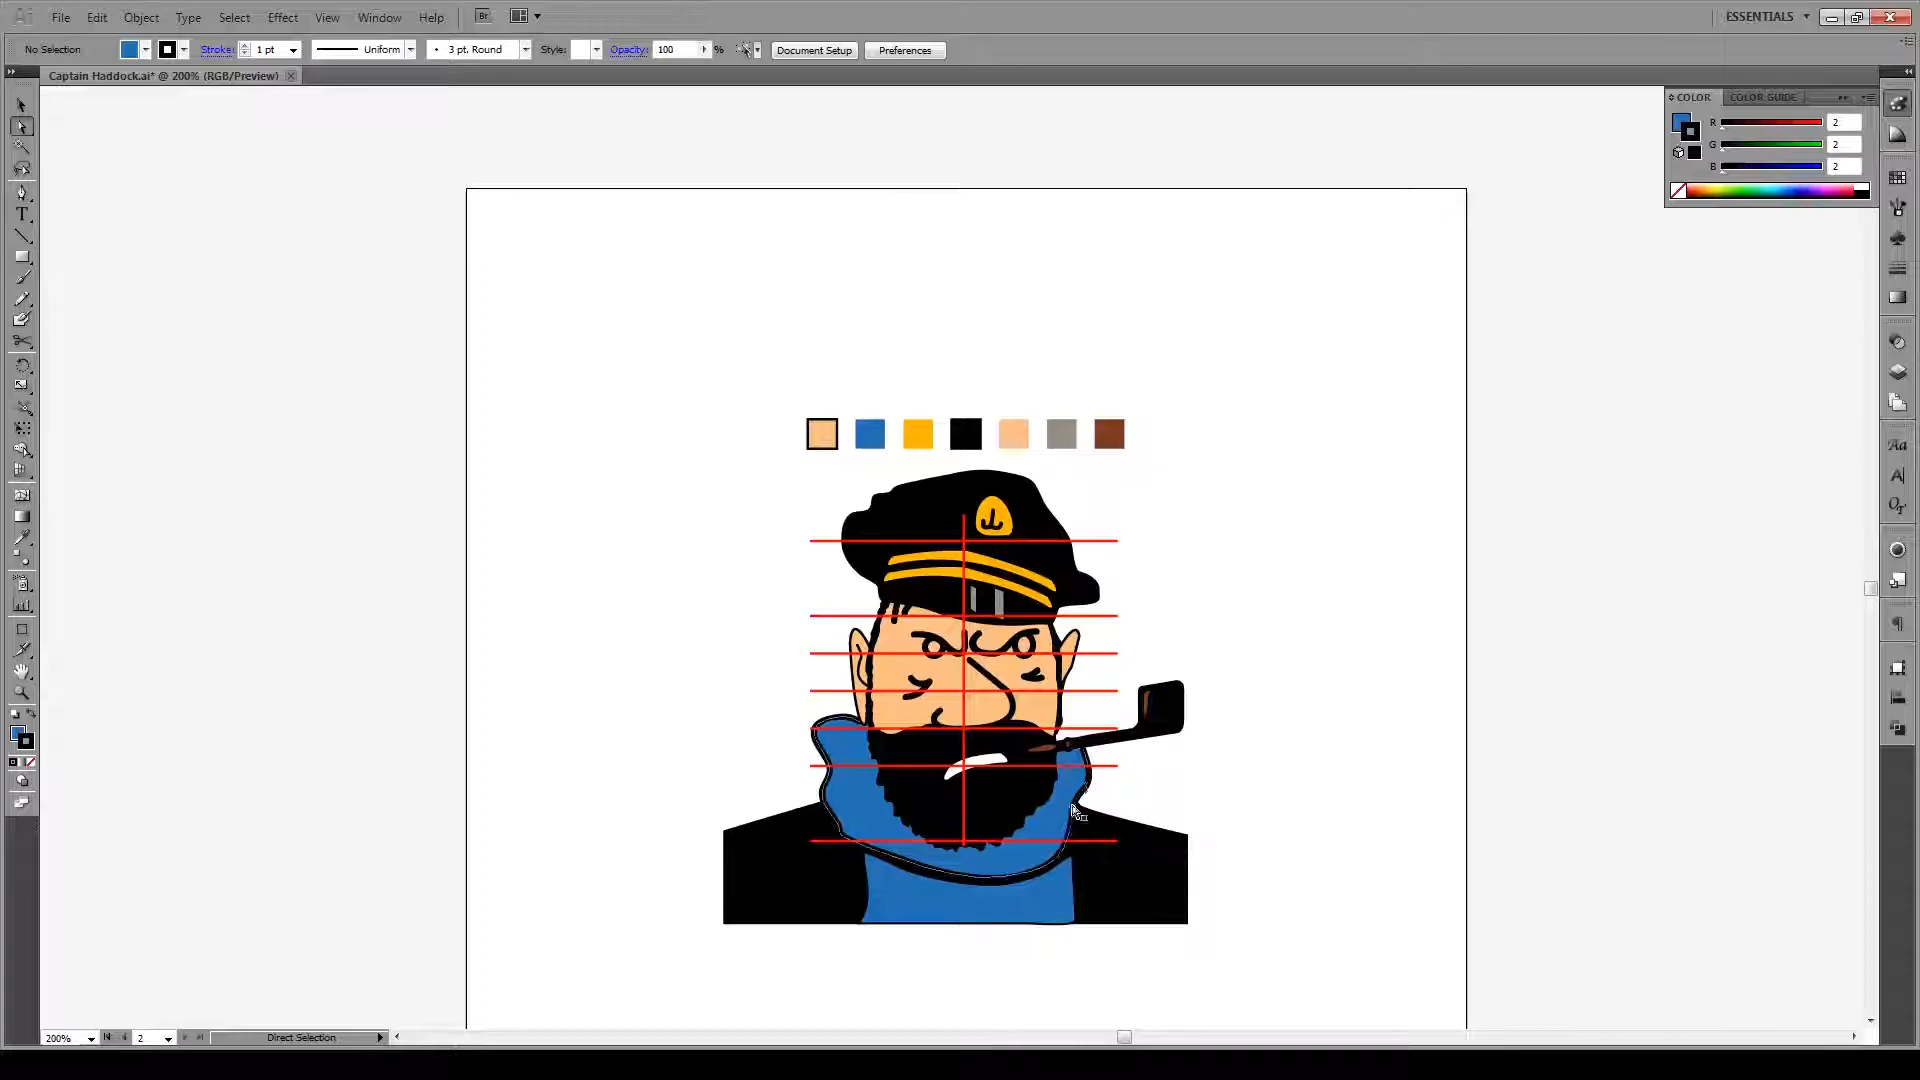 Ai File Edit Object Type Select Effect View Window Help Br ESSENTIALS
No Selection Stroke: 1 pt Uniform 3 pt. Round Style: Opacity: 100 % Document Setup Preferences
Captain Haddock.ai* @ 200% (RGB/Preview)
COLOR COLOR GUIDE
R 2
G 2
B 2
200% 2 Direct Selection